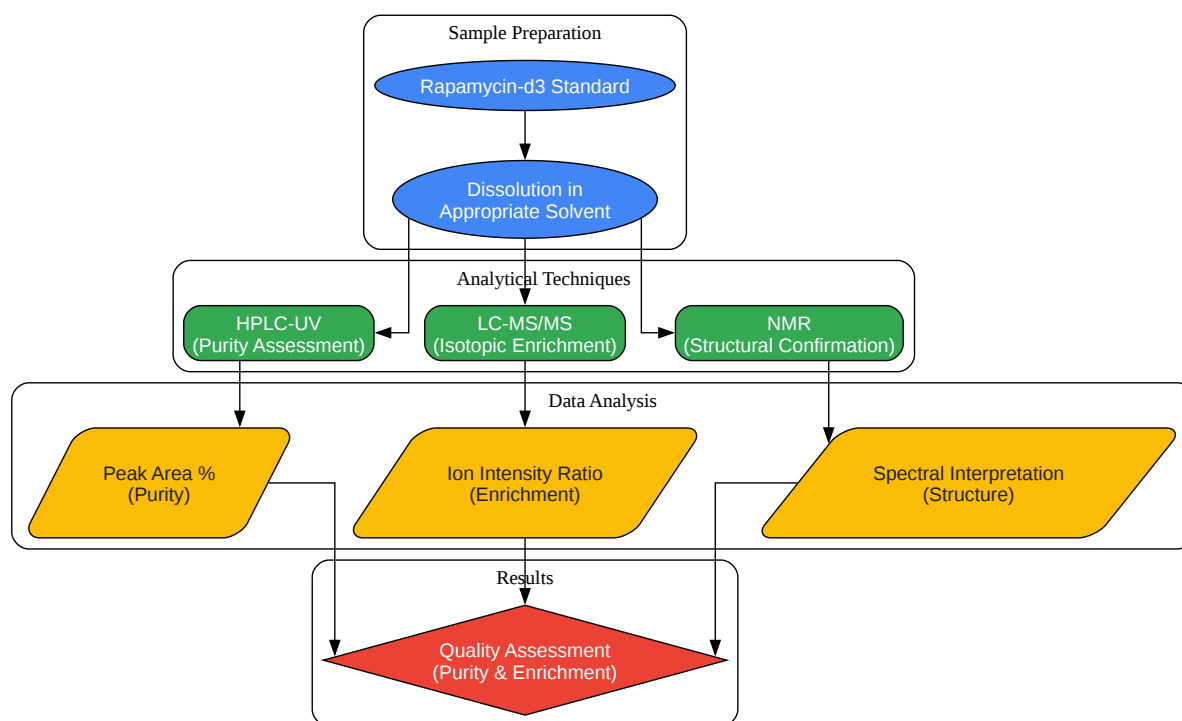 Sample Preparation
Rapamycin-d3 Standard
Dissolution in
Appropriate Solvent
Analytical Techniques
HPLC-UV
(Purity Assessment)
LC-MS/MS
(Isotopic Enrichment)
NMR
(Structural Confirmation)
Data Analysis
Peak Area %
(Purity)
Ion Intensity Ratio
(Enrichment)
Spectral Interpretation
(Structure)
Results
Quality Assessment
(Purity & Enrichment)